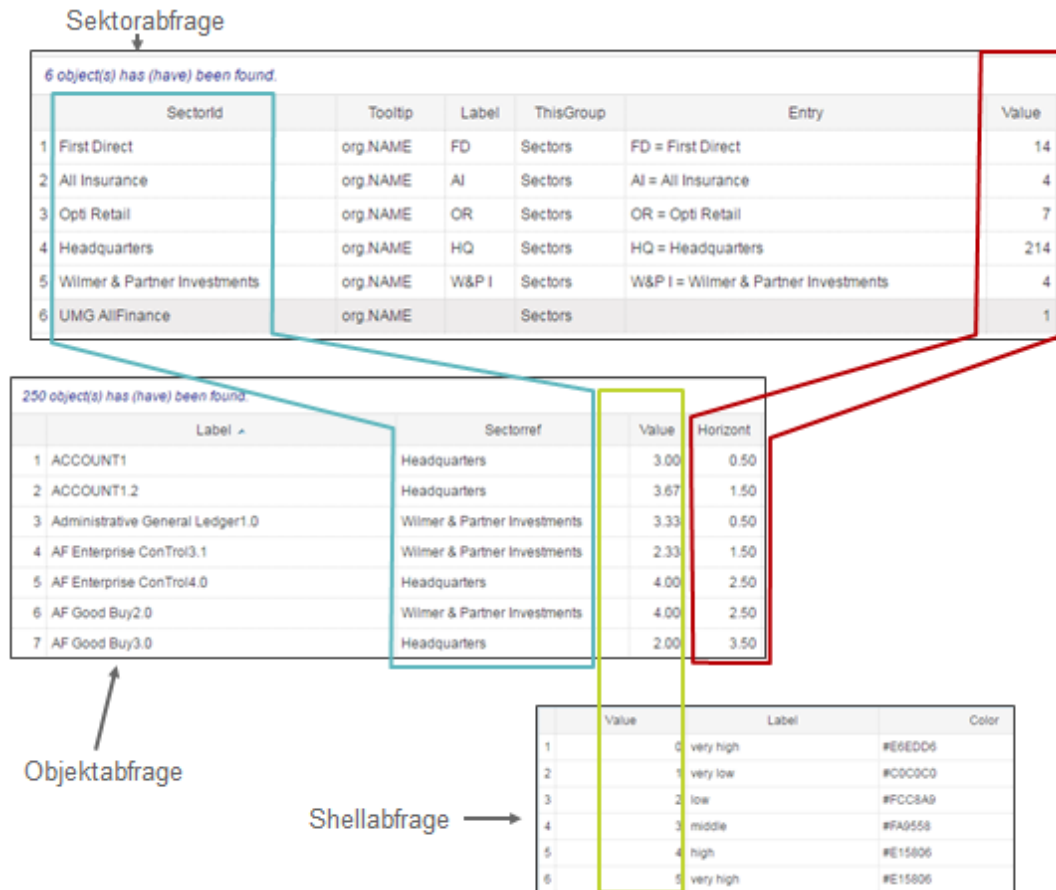 Sektorabfrage
6 object(s) has (have) been found.
SectorId Tooltip Label ThisGroup Entry Value
1 First Direct org.NAME FD Sectors FD = First Direct 14
2 All Insurance org.NAME AI Sectors AI = All Insurance 4
3 Opti Retail org.NAME OR Sectors OR = Opti Retail 7
4 Headquarters org.NAME HQ Sectors HQ = Headquarters 214
5 Wilmer & Partner Investments org.NAME W&P I Sectors W&P I = Wilmer & Partner Investments 4
6 UMG AllFinance org.NAME Sectors 1
250 object(s) has (have) been found.
Label Sectorref Value Horizont
1 ACCOUNT1 Headquarters 3.00 0.50
2 ACCOUNT1.2 Headquarters 3.67 1.50
3 Administrative General Ledger1.0 Wilmer & Partner Investments 3.33 0.50
4 AF Enterprise ConTrol3.1 Wilmer & Partner Investments 2.33 1.50
5 AF Enterprise ConTrol4.0 Headquarters 4.00 2.50
6 AF Good Buy2.0 Wilmer & Partner Investments 4.00 2.50
7 AF Good Buy3.0 Headquarters 2.00 3.50
Objektabfrage
Shellabfrage
Value Label Color
1 0 very high #E6EDD6
2 1 very low #C0C0C0
3 2 low #FCC8A9
4 3 middle #FA9558
5 4 high #E15806
6 5 very high #E15806